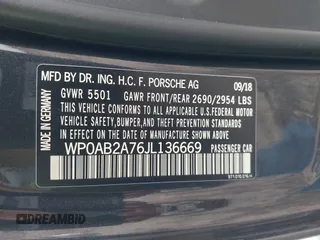 MFD BY DR. ING. H.C. F. PORSCHE AG 09/18
GVWR 5501 GAWR FRONT/REAR 2690/2954 LBS
THIS VEHICLE CONFORMS TO ALL APPLICABLE U.S. FEDERAL MOTOR
VEHICLE SAFETY, BUMPER, AND THEFT PREVENTION STANDARDS
IN EFFECT ON THE DATE OF MANUFACTURE SHOWN ABOVE.
WP0AB2A76JL136669
PASSENGER CAR
MADE IN GERMANY
DREAMBID